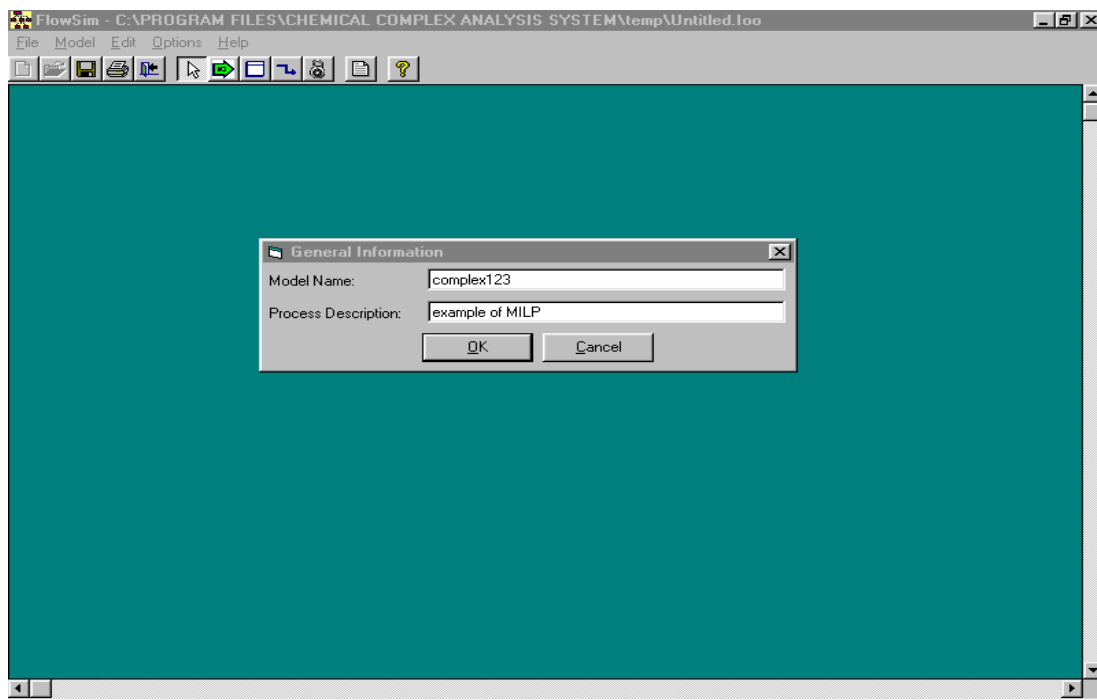 FlowSim - C:\PROGRAM FILES\CHEMICAL COMPLEX ANALYSIS SYSTEM\temp\Untitled.loo
File Model Edit Options Help
General Information
Model Name: complex123
Process Description: example of MILP
OK Cancel